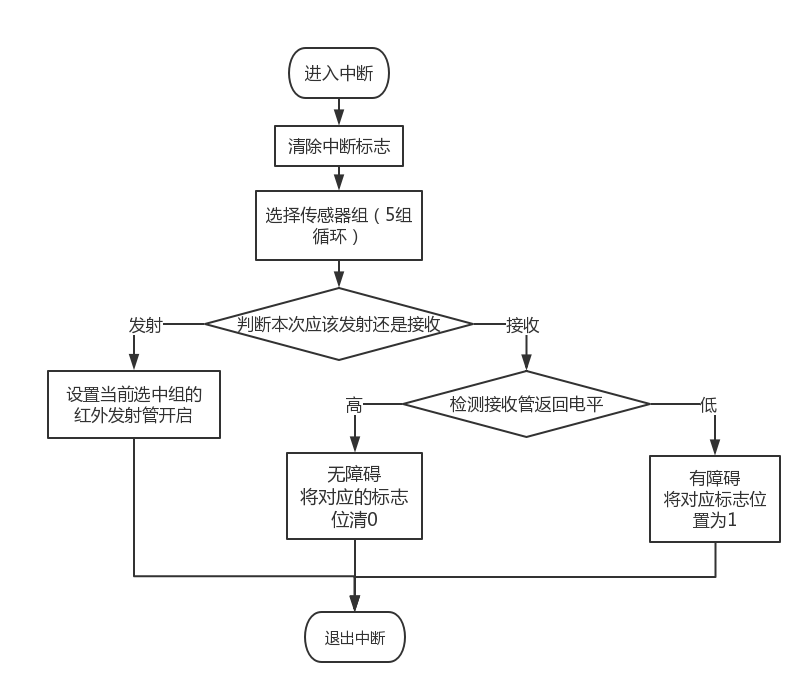 进入中断
清除中断标志
选择传感器组（5组
循环）
判断本次应该发射还是接收
发射
接收
设置当前选中组的
红外发射管开启
检测接收管返回电平
高
低
无障碍
将对应的标志
位清0
有障碍
将对应标志位
置为1
退出中断